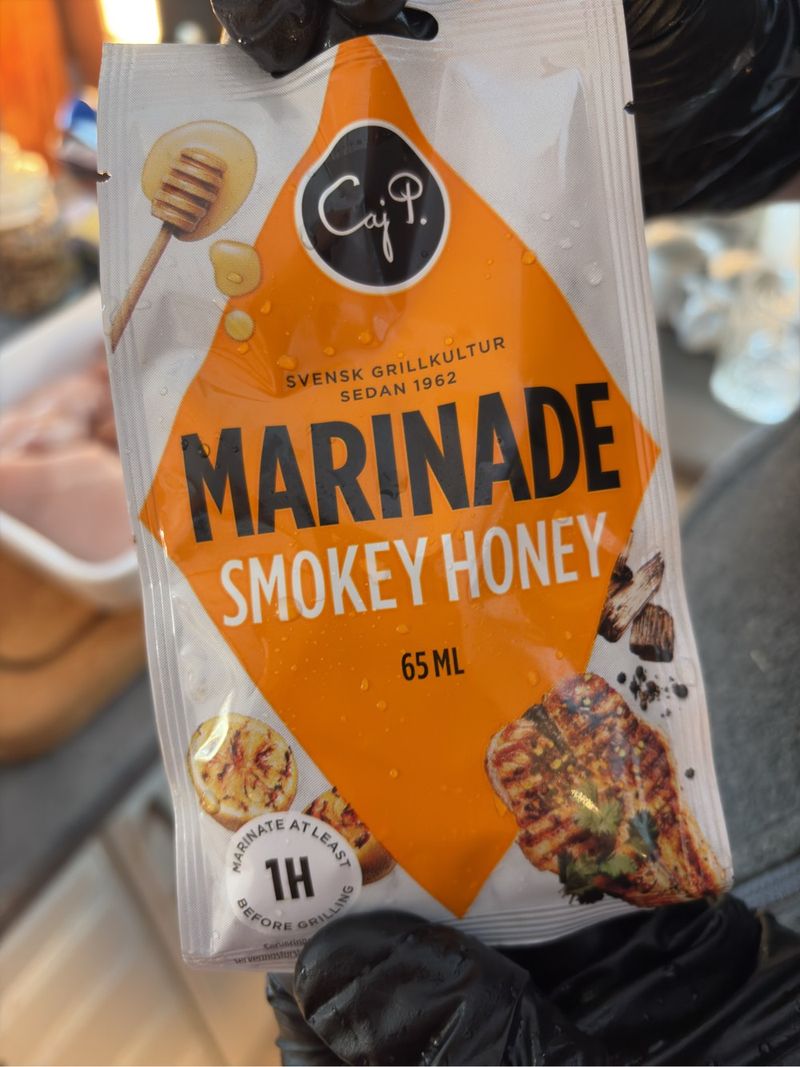 Caj P.
SVENSK GRILLKULTUR
SEDAN 1962
MARINADE
SMOKEY HONEY
65 ML
MARINATE AT LEAST
1H
BEFORE GRILLING